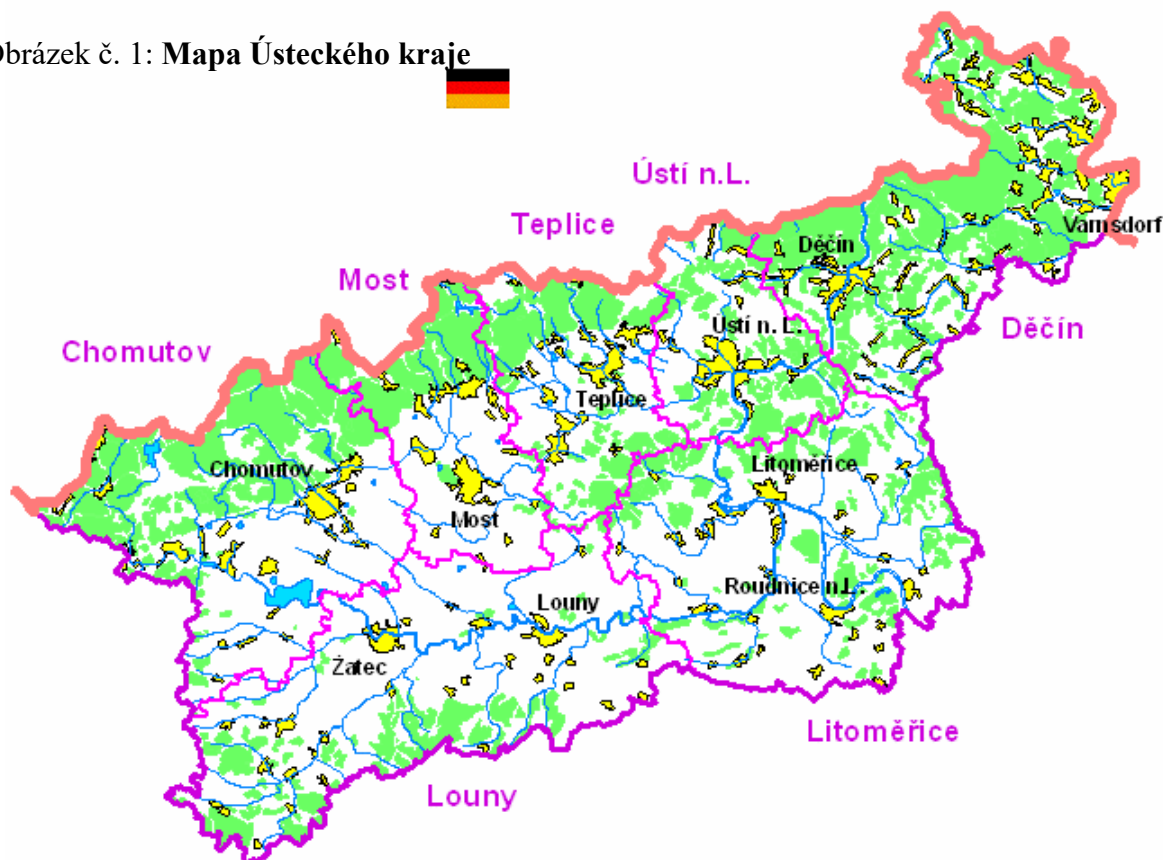 Obrázek č. 1: Mapa Ústeckého kraje
Ústí n.L.
Teplice
Most
Chomutov
Děčín
Varnsdorf
Děčín
Ústí n. L.
Teplice
Chomutov
Litoměřice
Most
Roudnice n.L.
Louny
Žatec
Litoměřice
Louny